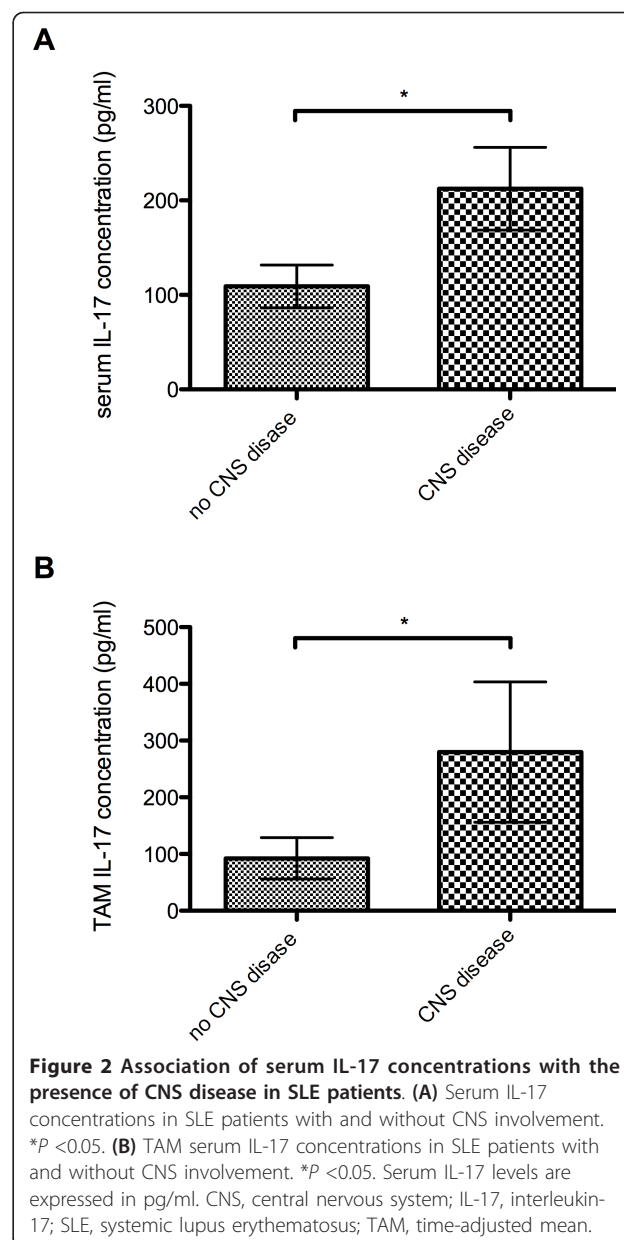 A
300
*
200
100
0
serum IL-17 concentration (pg/ml)
no CNS disase
CNS disease
B
500
*
400
300
200
100
0
TAM IL-17 concentration (pg/ml)
no CNS disase
CNS disease
Figure 2 Association of serum IL-17 concentrations with the
presence of CNS disease in SLE patients. (A) Serum IL-17
concentrations in SLE patients with and without CNS involvement.
*P <0.05. (B) TAM serum IL-17 concentrations in SLE patients with
and without CNS involvement. *P <0.05. Serum IL-17 levels are
expressed in pg/ml. CNS, central nervous system; IL-17, interleukin-
17; SLE, systemic lupus erythematosus; TAM, time-adjusted mean.